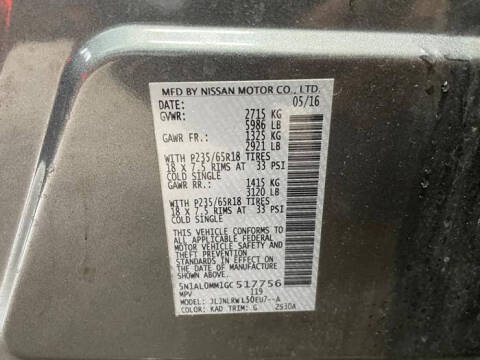 MFD BY NISSAN MOTOR CO., LTD.
DATE: 05/16
GVWR: 2715 KG
5986 LB
GAWR FR: 1325 KG
2921 LB
WITH P235/65R18 TIRES
18 X 7.5 RIMS AT 33 PSI
COLD SINGLE
GAWR RR: 1415 KG
3120 LB
WITH P235/65R18 TIRES
18 X 7.5 RIMS AT 33 PSI
COLD SINGLE
THIS VEHICLE CONFORMS TO
ALL APPLICABLE FEDERAL
MOTOR VEHICLE SAFETY AND
THEFT PREVENTION
STANDARDS IN EFFECT ON
THE DATE OF MANUFACTURE
SHOWN ABOVE.
5N1AL0MM1GC517756
MPV 119
MODEL: JLJNLRWL50EU7--A
COLOR: KAD TRIM: G 2530A